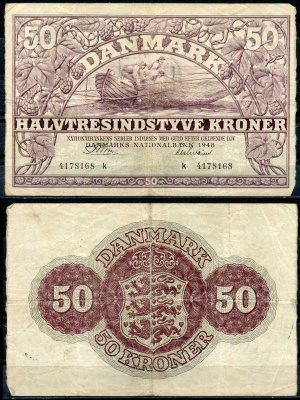 50 DANMARK 50
HALVTRESINDSTYVE KRONER
NATIONALBANKENS SEDLER INDLØSES MED GULD EFTER GÆLDENDE LOV
DANMARKS NATIONALBANK 1948
4178168 k k 4178168
50
DANMARK
50 50
50 KRONER